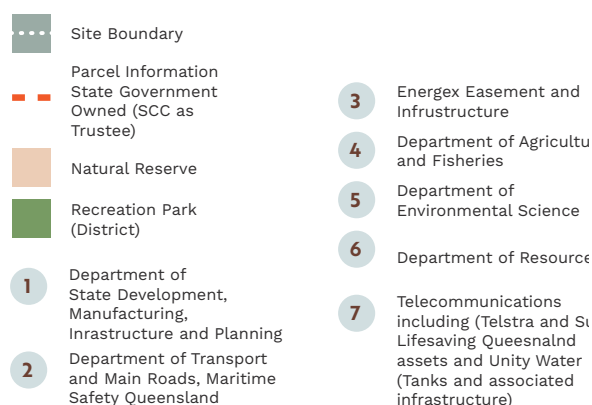 Site Boundary
Parcel Information
State Government
Owned (SCC as
Trustee)
Natural Reserve
Recreation Park
(District)
1
Department of
State Development,
Manufacturing,
Inrastructure and Planning
2
Department of Transport
and Main Roads, Maritime
Safety Queensland
3
Energex Easement and
Infrustructure
4
Department of Agricultu
and Fisheries
5
Department of
Environmental Science
6
Department of Resource
7
Telecommunications
including (Telstra and Su
Lifesaving Queesnalnd
assets and Unity Water
(Tanks and associated
infrastructure)